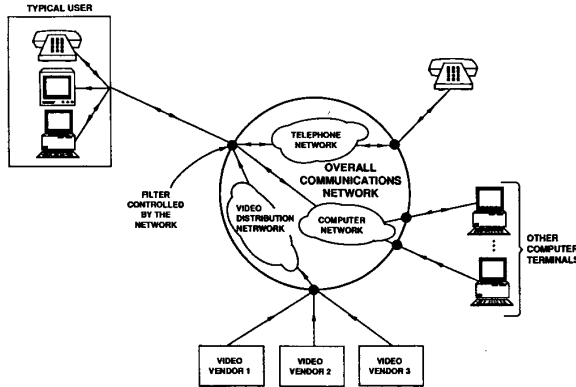 TYPICAL USER
TELEPHONE
NETWORK
OVERALL
COMMUNICATIONS
NETWORK
FILTER
CONTROLLED
BY THE
NETWORK
VIDEO
DISTRIBUTION
NETRWORK
COMPUTER
NETWORK
OTHER
COMPUTER
TERMINALS
VIDEO
VENDOR 1
VIDEO
VENDOR 2
VIDEO
VENDOR 3